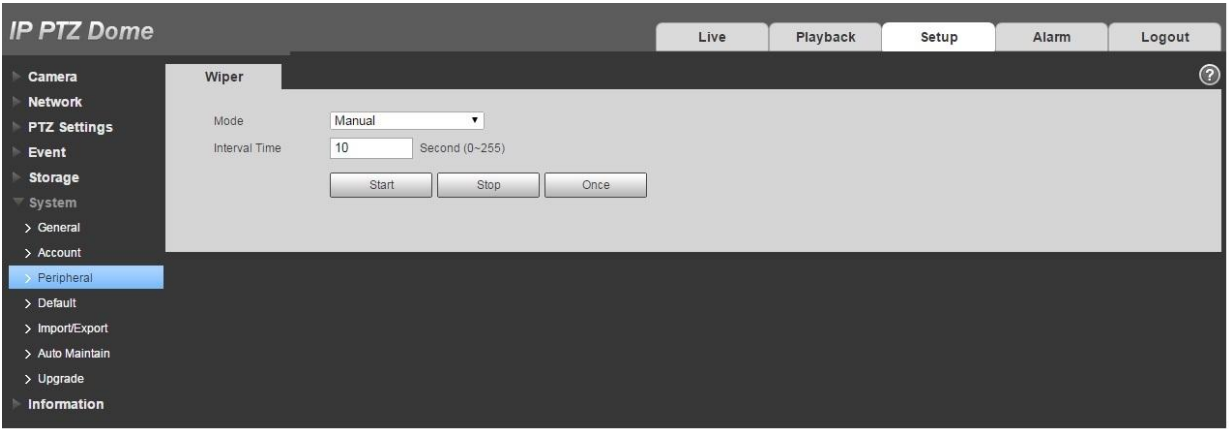 IP PTZ Dome
Live
Playback
Setup
Alarm
Logout
Camera
Network
PTZ Settings
Event
Storage
System
General
Account
Peripheral
Default
Import/Export
Auto Maintain
Upgrade
Information
Wiper
?
Mode
Manual
Interval Time
10
Second (0~255)
Start
Stop
Once